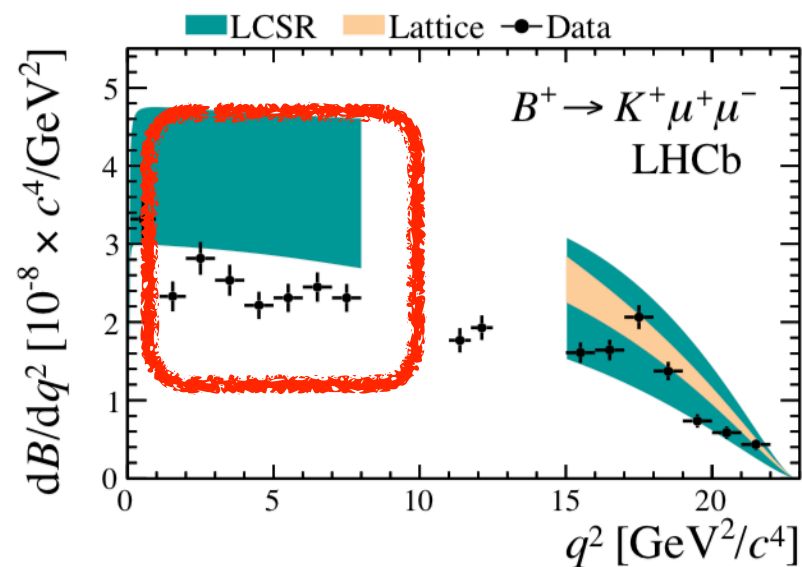 LCSR Lattice Data
dB/dq² [10⁻⁸ × c⁴/GeV²]
5
4
3
2
1
0
B⁺ → K⁺μ⁺μ⁻
LHCb
0 5 10 15 20
q² [GeV²/c⁴]